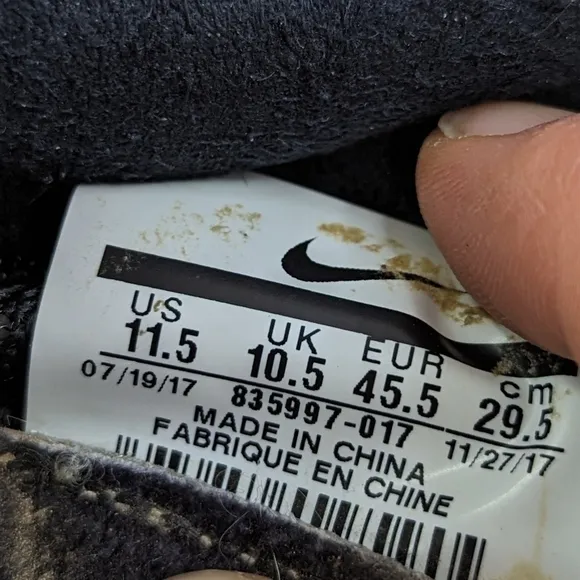 US UK EUR cm
11.5 10.5 45.5 29.5
07/19/17 835997-017 11/27/17
MADE IN CHINA
FABRIQUE EN CHINE